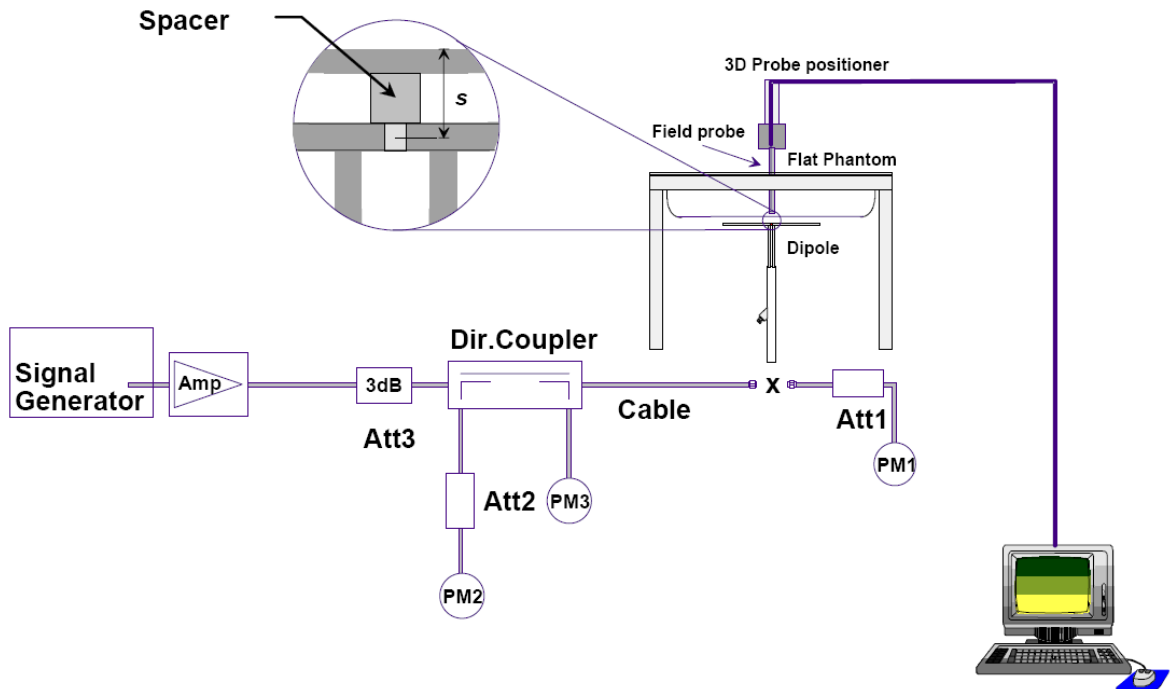 Spacer
s
3D Probe positioner
Field probe
Flat Phantom
Dipole
Dir.Coupler
Signal
Generator
Amp
3dB
Cable
x
Att1
Att3
PM1
Att2
PM3
PM2